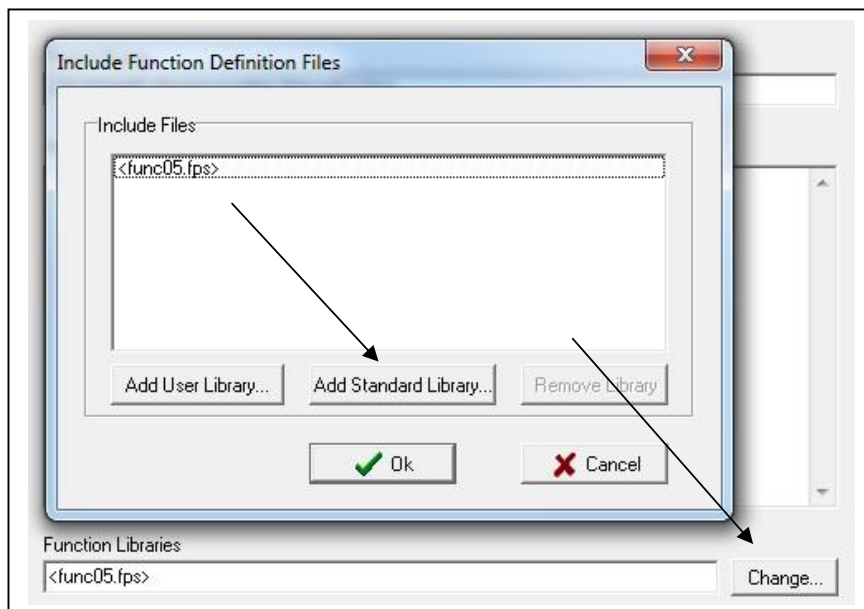 Include Function Definition Files
Include Files
<func05.fps>
Add User Library... Add Standard Library... Remove Library
Ok Cancel
Function Libraries
<func05.fps> Change...